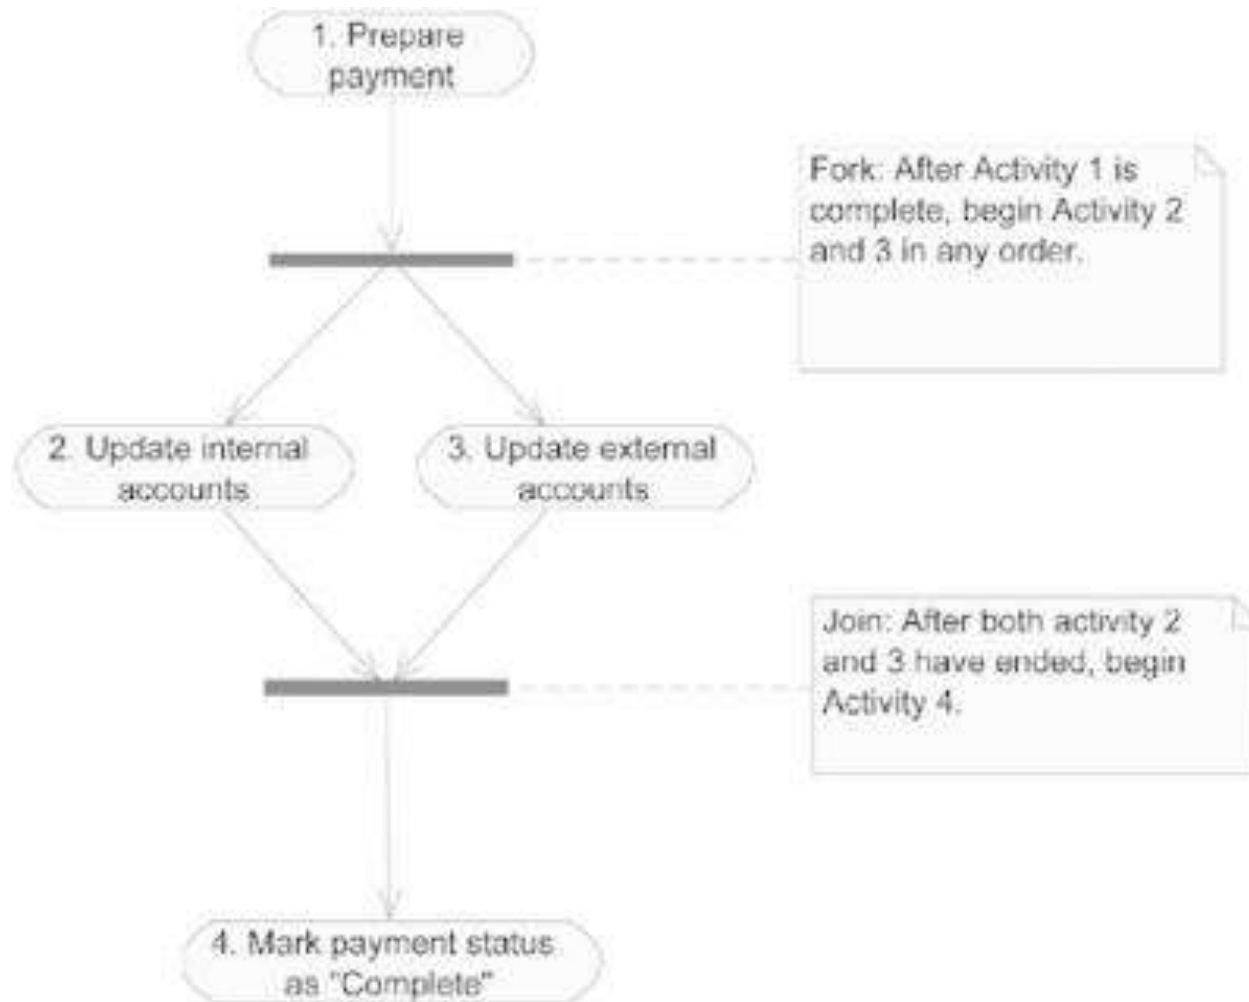 1. Prepare
payment
Fork: After Activity 1 is
complete, begin Activity 2
and 3 in any order.
2. Update internal
accounts
3. Update external
accounts
Join: After both activity 2
and 3 have ended, begin
Activity 4.
4. Mark payment status
as "Complete"